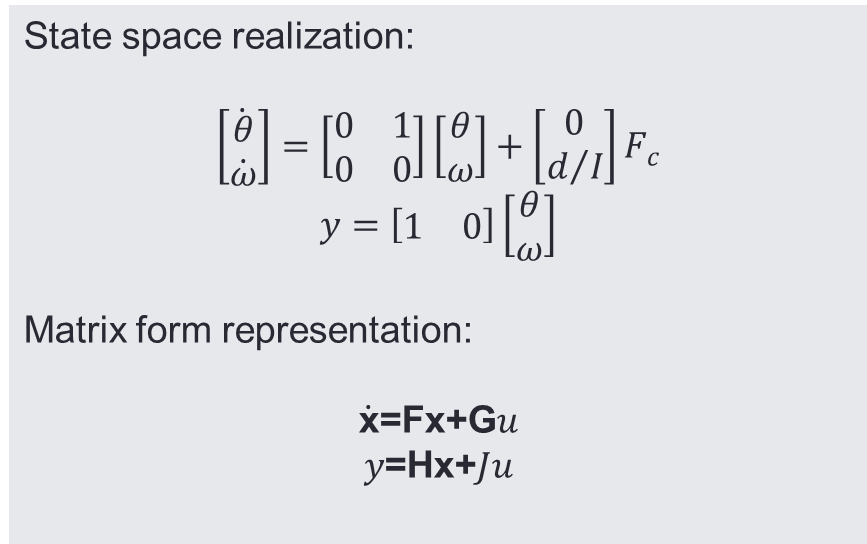 State space realization:
[θ̇ ω̇] = [0 1 0 0][θ ω] + [0 d/I] F_c
y = [1 0][θ ω]
Matrix form representation:
ẋ=Fx+Gu
y=Hx+Ju